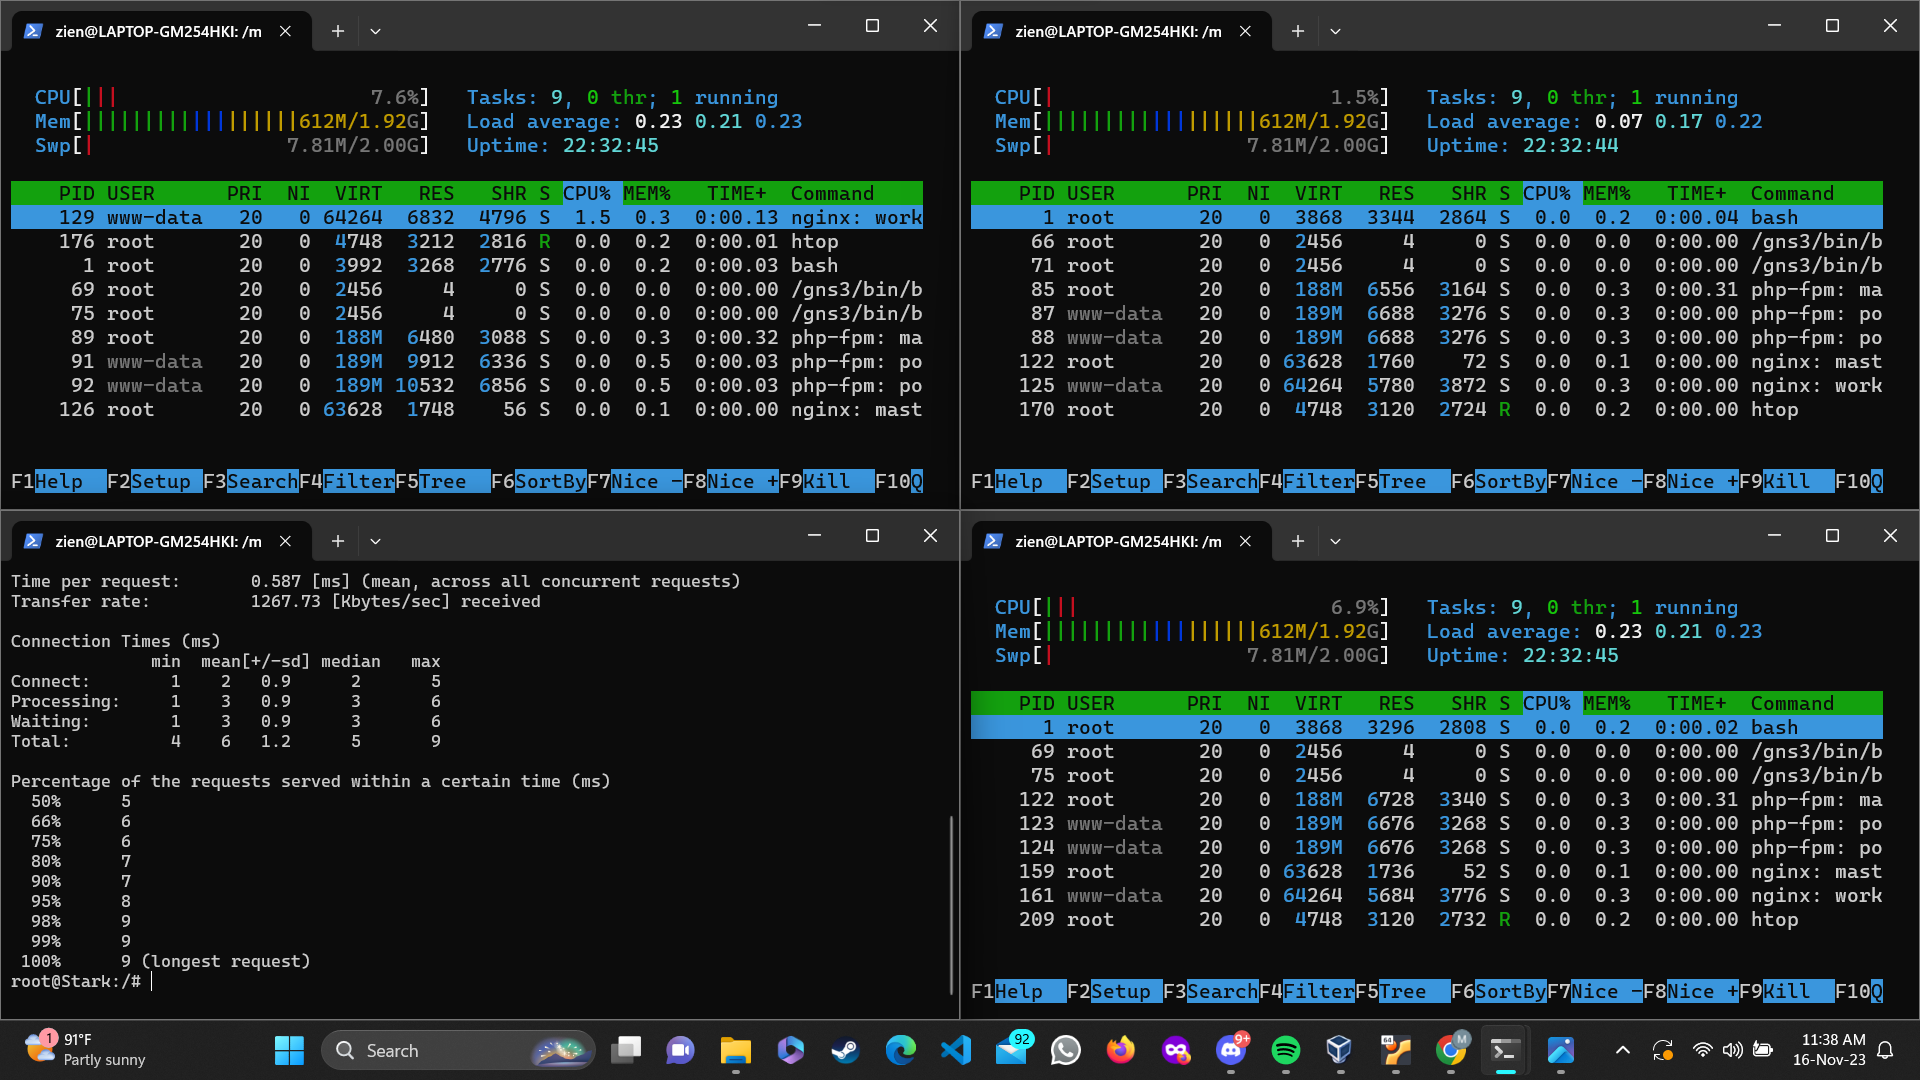 zien@LAPTOP-GM254HKI: /m
CPU[||| 7.6%] Tasks: 9, 0 thr; 1 running
Mem[||||||||||||||||||612M/1.92G] Load average: 0.23 0.21 0.23
Swp[| 7.81M/2.00G] Uptime: 22:32:45
PID USER PRI NI VIRT RES SHR S CPU% MEM% TIME+ Command
129 www-data 20 0 64264 6832 4796 S 1.5 0.3 0:00.13 nginx: work
176 root 20 0 4748 3212 2816 R 0.0 0.2 0:00.01 htop
1 root 20 0 3992 3268 2776 S 0.0 0.2 0:00.03 bash
69 root 20 0 2456 4 0 S 0.0 0.0 0:00.00 /gns3/bin/b
75 root 20 0 2456 4 0 S 0.0 0.0 0:00.00 /gns3/bin/b
89 root 20 0 188M 6480 3088 S 0.0 0.3 0:00.32 php-fpm: ma
91 www-data 20 0 189M 9912 6336 S 0.0 0.5 0:00.03 php-fpm: po
92 www-data 20 0 189M 10532 6856 S 0.0 0.5 0:00.03 php-fpm: po
126 root 20 0 63628 1748 56 S 0.0 0.1 0:00.00 nginx: mast
F1Help F2Setup F3SearchF4FilterF5Tree F6SortByF7Nice -F8Nice +F9Kill F10Q
zien@LAPTOP-GM254HKI: /m
CPU[| 1.5%] Tasks: 9, 0 thr; 1 running
Mem[||||||||||||||||||612M/1.92G] Load average: 0.07 0.17 0.22
Swp[| 7.81M/2.00G] Uptime: 22:32:44
PID USER PRI NI VIRT RES SHR S CPU% MEM% TIME+ Command
1 root 20 0 3868 3344 2864 S 0.0 0.2 0:00.04 bash
66 root 20 0 2456 4 0 S 0.0 0.0 0:00.00 /gns3/bin/b
71 root 20 0 2456 4 0 S 0.0 0.0 0:00.00 /gns3/bin/b
85 root 20 0 188M 6556 3164 S 0.0 0.3 0:00.31 php-fpm: ma
87 www-data 20 0 189M 6688 3276 S 0.0 0.3 0:00.00 php-fpm: po
88 www-data 20 0 189M 6688 3276 S 0.0 0.3 0:00.00 php-fpm: po
122 root 20 0 63628 1760 72 S 0.0 0.1 0:00.00 nginx: mast
125 www-data 20 0 64264 5780 3872 S 0.0 0.3 0:00.00 nginx: work
170 root 20 0 4748 3120 2724 R 0.0 0.2 0:00.00 htop
F1Help F2Setup F3SearchF4FilterF5Tree F6SortByF7Nice -F8Nice +F9Kill F10Q
zien@LAPTOP-GM254HKI: /m
Time per request: 0.587 [ms] (mean, across all concurrent requests)
Transfer rate: 1267.73 [Kbytes/sec] received
Connection Times (ms)
min mean[+/-sd] median max
Connect: 1 2 0.9 2 5
Processing: 1 3 0.9 3 6
Waiting: 1 3 0.9 3 6
Total: 4 6 1.2 5 9
Percentage of the requests served within a certain time (ms)
50% 5
66% 6
75% 6
80% 7
90% 7
95% 8
98% 9
99% 9
100% 9 (longest request)
root@Stark:/#
zien@LAPTOP-GM254HKI: /m
CPU[||| 6.9%] Tasks: 9, 0 thr; 1 running
Mem[||||||||||||||||||612M/1.92G] Load average: 0.23 0.21 0.23
Swp[| 7.81M/2.00G] Uptime: 22:32:45
PID USER PRI NI VIRT RES SHR S CPU% MEM% TIME+ Command
1 root 20 0 3868 3296 2808 S 0.0 0.2 0:00.02 bash
69 root 20 0 2456 4 0 S 0.0 0.0 0:00.00 /gns3/bin/b
75 root 20 0 2456 4 0 S 0.0 0.0 0:00.00 /gns3/bin/b
122 root 20 0 188M 6728 3340 S 0.0 0.3 0:00.31 php-fpm: ma
123 www-data 20 0 189M 6676 3268 S 0.0 0.3 0:00.00 php-fpm: po
124 www-data 20 0 189M 6676 3268 S 0.0 0.3 0:00.00 php-fpm: po
159 root 20 0 63628 1736 52 S 0.0 0.1 0:00.00 nginx: mast
161 www-data 20 0 64264 5684 3776 S 0.0 0.3 0:00.00 nginx: work
209 root 20 0 4748 3120 2732 R 0.0 0.2 0:00.00 htop
F1Help F2Setup F3SearchF4FilterF5Tree F6SortByF7Nice -F8Nice +F9Kill F10Q
1
91°F
Partly sunny
Search
92
9+
64
M
11:38 AM
16-Nov-23